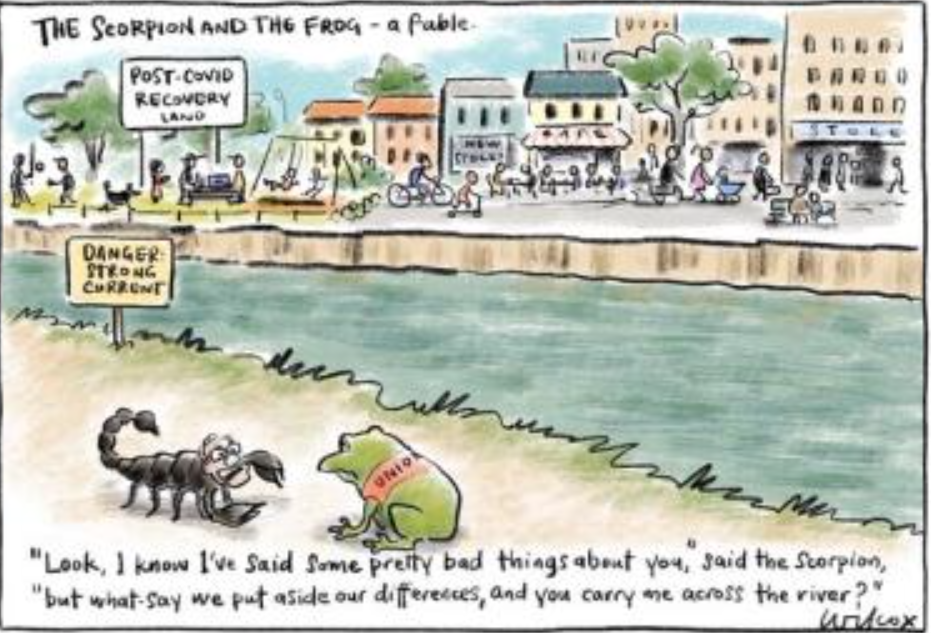 THE SCORPION AND THE FROG - a fable.
POST-COVID
RECOVERY
LAND
NEW
STOCK!
CAFE
STORE
DANGER:
STRONG
CURRENT
UNION
"Look, I know I've said some pretty bad things about you," said the Scorpion,
"but what-say we put aside our differences, and you carry me across the river?"
Wilcox